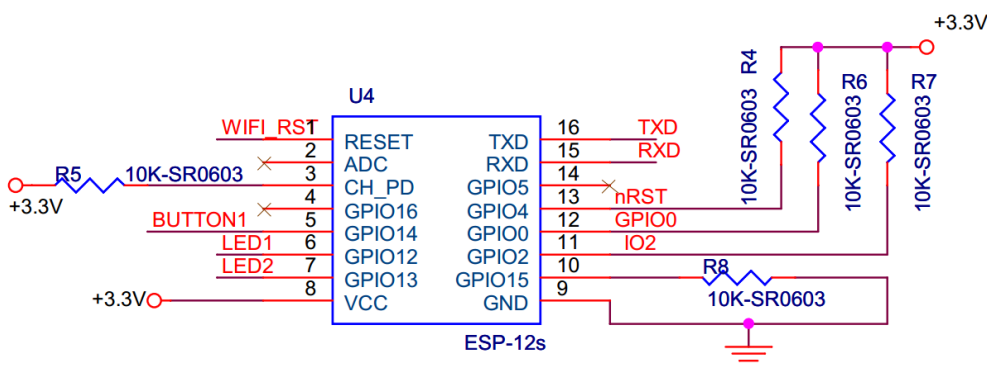 +3.3V
R4
10K-SR0603
R6
10K-SR0603
R7
10K-SR0603
U4
WIFI_RST 1 RESET TXD 16 TXD
2 ADC RXD 15 RXD
R5 10K-SR0603 3 CH_PD GPIO5 14
+3.3V
4 GPIO16 GPIO4 13 nRST
BUTTON1 5 GPIO14 GPIO0 12 GPIO0
LED1 6 GPIO12 GPIO2 11 IO2
LED2 7 GPIO13 GPIO15 10 R8
10K-SR0603
+3.3V 8 VCC GND 9
ESP-12s